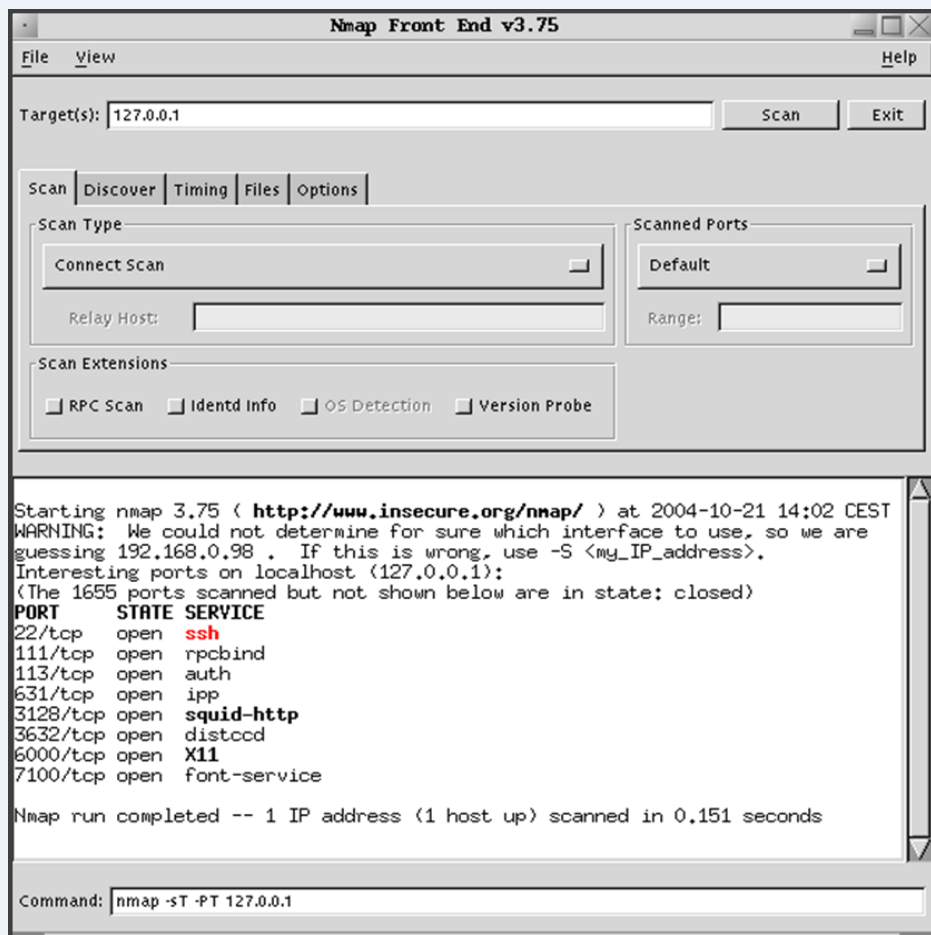 Nmap Front End v3.75
File View Help
Target(s): 127.0.0.1 Scan Exit
Scan Discover Timing Files Options
Scan Type Scanned Ports
Connect Scan Default
Relay Host: Range:
Scan Extensions
RPC Scan Identd Info OS Detection Version Probe
Starting nmap 3.75 ( http://www.insecure.org/nmap/ ) at 2004-10-21 14:02 CEST
WARNING:  We could not determine for sure which interface to use, so we are
guessing 192.168.0.98 .  If this is wrong, use -S <my_IP_address>.
Interesting ports on localhost (127.0.0.1):
(The 1655 ports scanned but not shown below are in state: closed)
PORT     STATE SERVICE
22/tcp   open  ssh
111/tcp  open  rpcbind
113/tcp  open  auth
631/tcp  open  ipp
3128/tcp open  squid-http
3632/tcp open  distccd
6000/tcp open  X11
7100/tcp open  font-service
Nmap run completed -- 1 IP address (1 host up) scanned in 0.151 seconds
Command: nmap -sT -PT 127.0.0.1